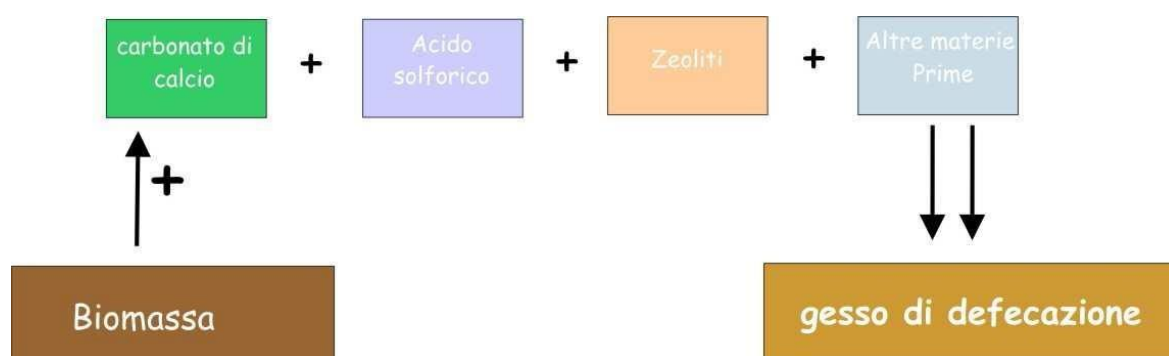 carbonato di
calcio
+
Acido
solforico
+
Zeoliti
+
Altre materie
Prime
+
Biomassa
gesso di defecazione